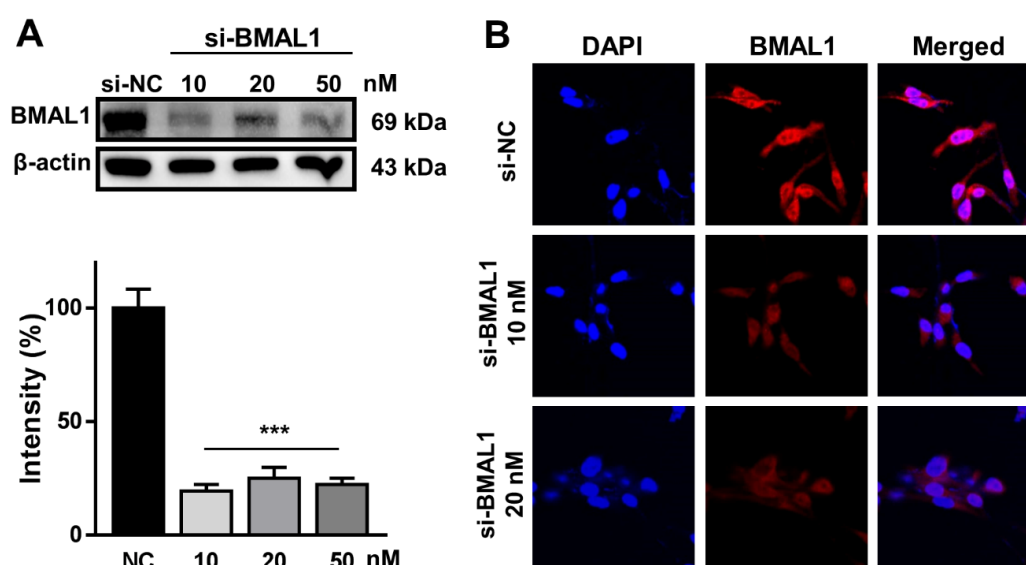 A
si-BMAL1
si-NC 10 20 50 nM
BMAL1 69 kDa
β-actin 43 kDa
Intensity (%)
100
50
0
***
NC 10 20 50 nM
B
DAPI BMAL1 Merged
si-NC
si-BMAL1
10 nM
si-BMAL1
20 nM